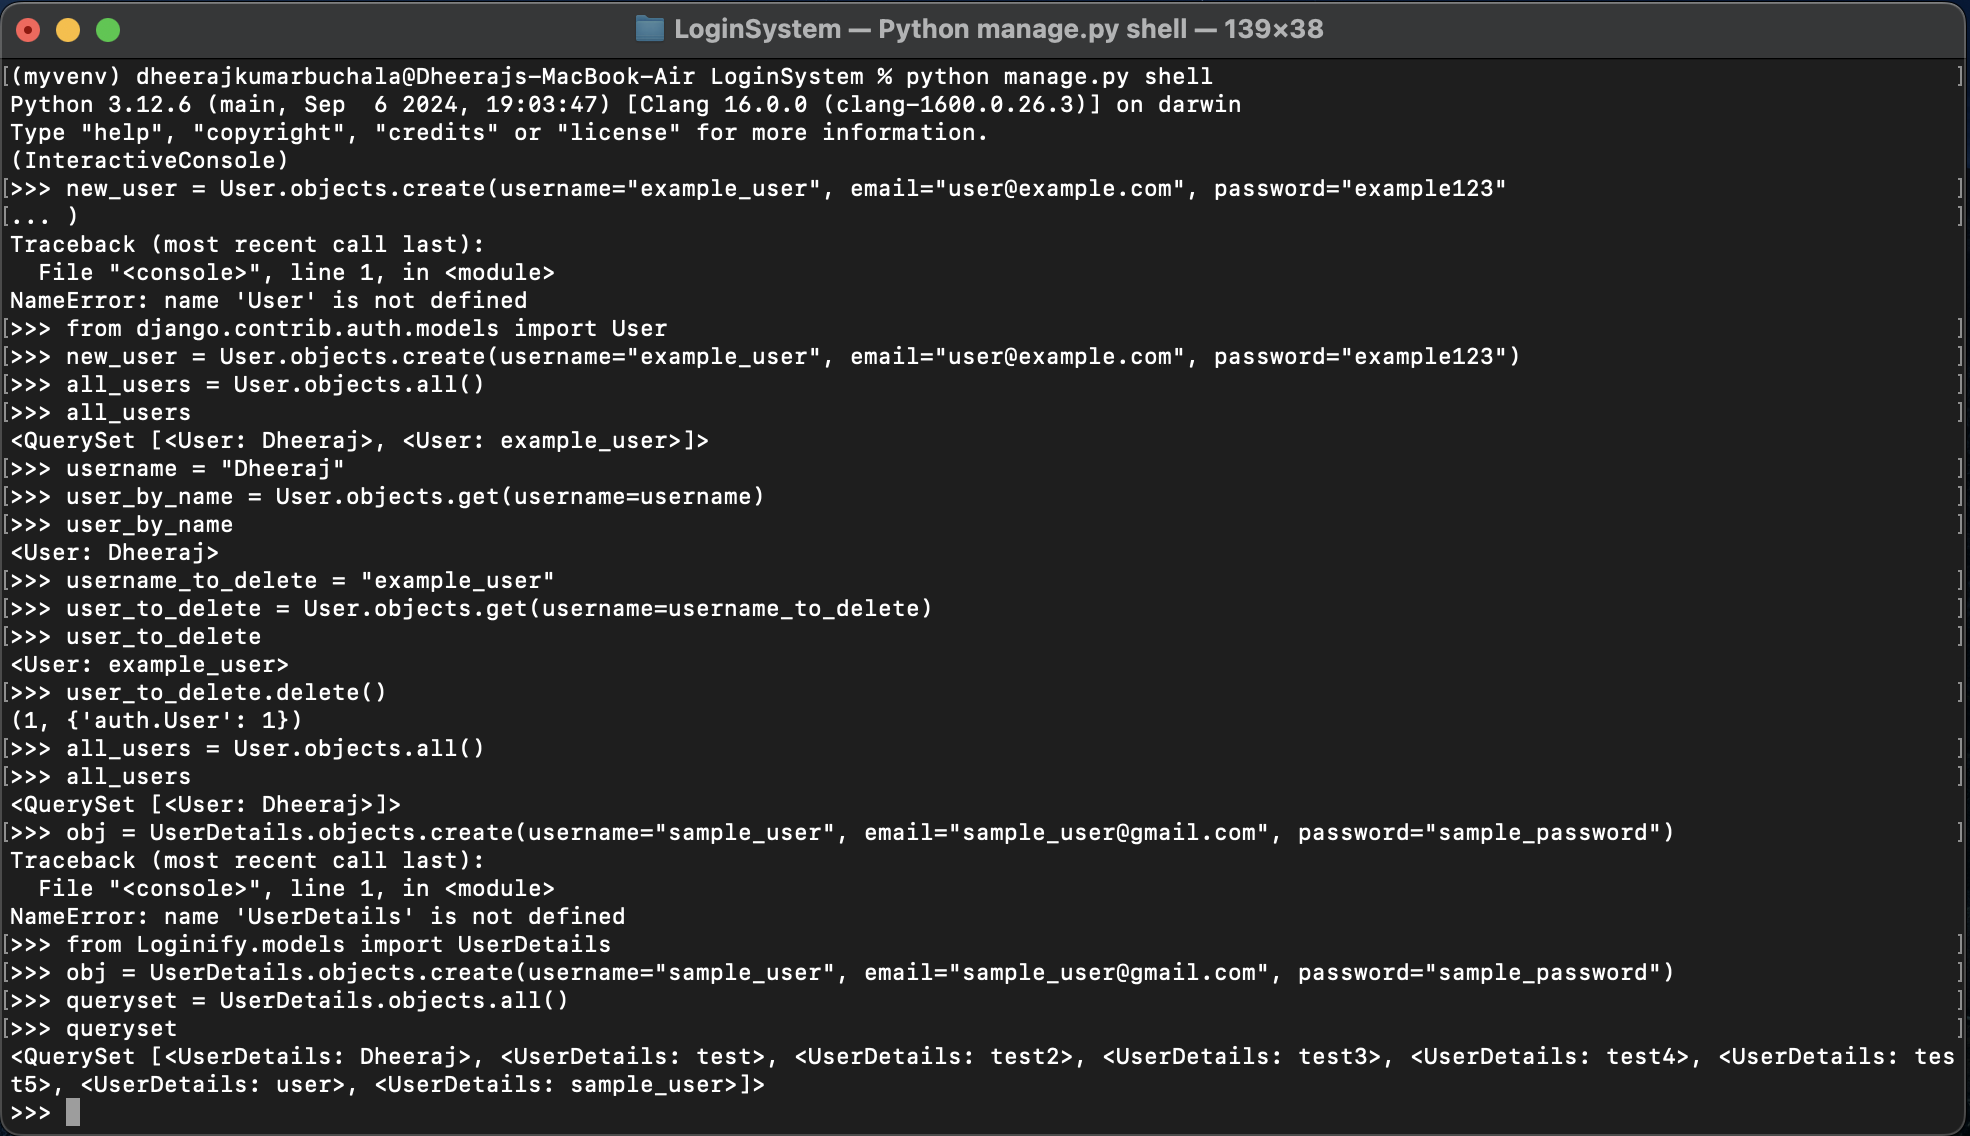 LoginSystem — Python manage.py shell — 139×38
[(myvenv) dheerajkumarbuchala@Dheerajs-MacBook-Air LoginSystem % python manage.py shell ]
Python 3.12.6 (main, Sep  6 2024, 19:03:47) [Clang 16.0.0 (clang-1600.0.26.3)] on darwin
Type "help", "copyright", "credits" or "license" for more information.
(InteractiveConsole)
[>>> new_user = User.objects.create(username="example_user", email="user@example.com", password="example123" ]
[... ) ]
Traceback (most recent call last):
  File "<console>", line 1, in <module>
NameError: name 'User' is not defined
[>>> from django.contrib.auth.models import User ]
[>>> new_user = User.objects.create(username="example_user", email="user@example.com", password="example123") ]
[>>> all_users = User.objects.all() ]
[>>> all_users ]
<QuerySet [<User: Dheeraj>, <User: example_user>]>
[>>> username = "Dheeraj" ]
[>>> user_by_name = User.objects.get(username=username) ]
[>>> user_by_name ]
<User: Dheeraj>
[>>> username_to_delete = "example_user" ]
[>>> user_to_delete = User.objects.get(username=username_to_delete) ]
[>>> user_to_delete ]
<User: example_user>
[>>> user_to_delete.delete() ]
(1, {'auth.User': 1})
[>>> all_users = User.objects.all() ]
[>>> all_users ]
<QuerySet [<User: Dheeraj>]>
[>>> obj = UserDetails.objects.create(username="sample_user", email="sample_user@gmail.com", password="sample_password") ]
Traceback (most recent call last):
  File "<console>", line 1, in <module>
NameError: name 'UserDetails' is not defined
[>>> from Loginify.models import UserDetails ]
[>>> obj = UserDetails.objects.create(username="sample_user", email="sample_user@gmail.com", password="sample_password") ]
[>>> queryset = UserDetails.objects.all() ]
[>>> queryset ]
<QuerySet [<UserDetails: Dheeraj>, <UserDetails: test>, <UserDetails: test2>, <UserDetails: test3>, <UserDetails: test4>, <UserDetails: tes
t5>, <UserDetails: user>, <UserDetails: sample_user>]>
>>>